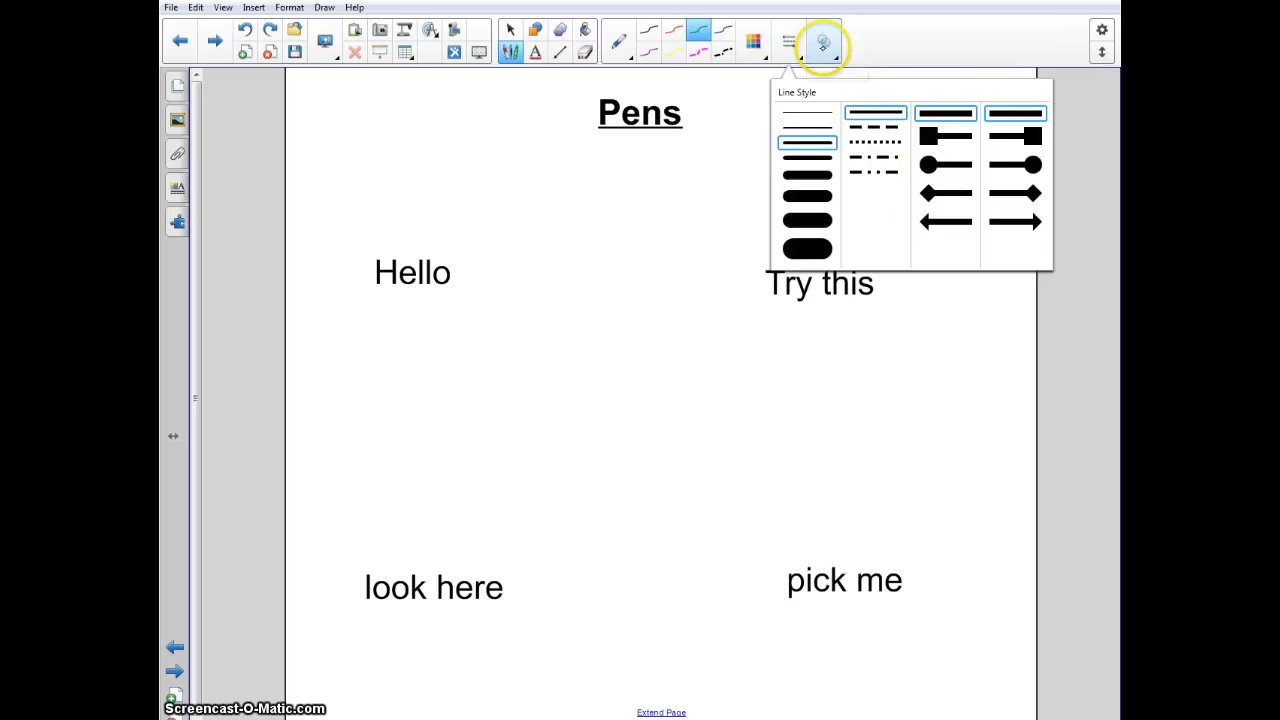 File Edit View Insert Format Draw Help
Line Style
Pens
Hello
Try this
look here
pick me
Extend Page
Screencast-O-Matic.com